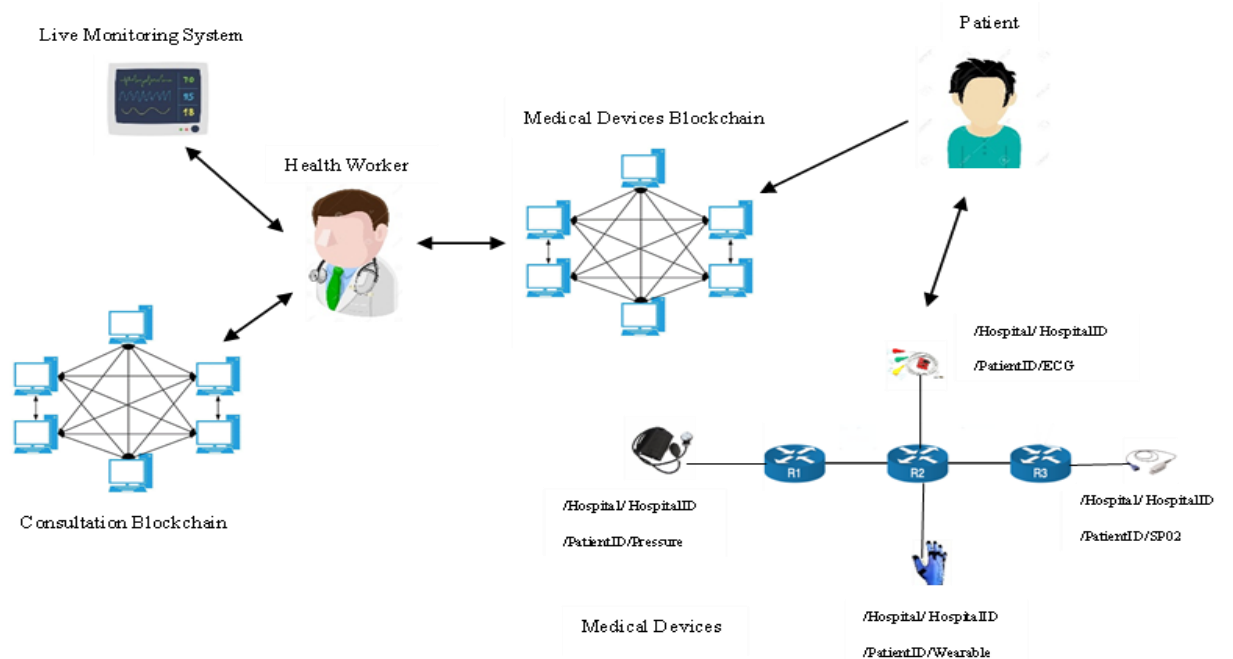 Live Monitoring System
Patient
70
95
18
Medical Devices Blockchain
Health Worker
/Hospital/ HospitalID
/PatientID/ECG
R1
R2
R3
/Hospital/ HospitalID
/PatientID/Pressure
/Hospital/ HospitalID
/PatientID/SP02
Consultation Blockchain
Medical Devices
/Hospital/ HospitalID
/PatientID/Wearable